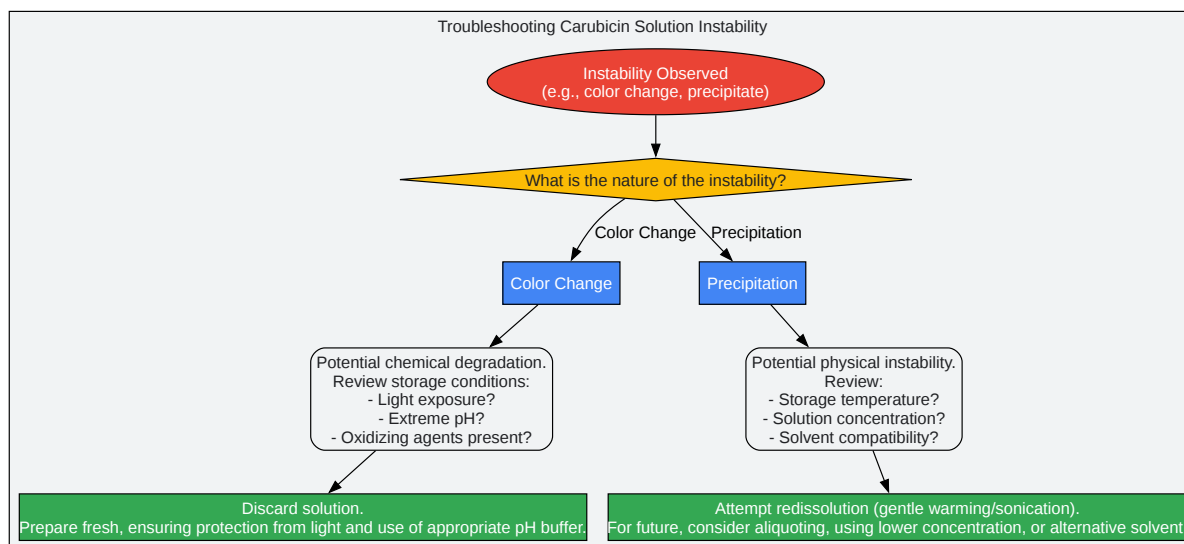 Troubleshooting Carubicin Solution Instability
Instability Observed
(e.g., color change, precipitate)
What is the nature of the instability?
Color Change
Precipitation
Color Change
Precipitation
Potential chemical degradation.
Review storage conditions:
- Light exposure?
- Extreme pH?
- Oxidizing agents present?
Potential physical instability.
Review:
- Storage temperature?
- Solution concentration?
- Solvent compatibility?
Discard solution.
Prepare fresh, ensuring protection from light and use of appropriate pH buffer.
Attempt redissolution (gentle warming/sonication).
For future, consider aliquoting, using lower concentration, or alternative solvent